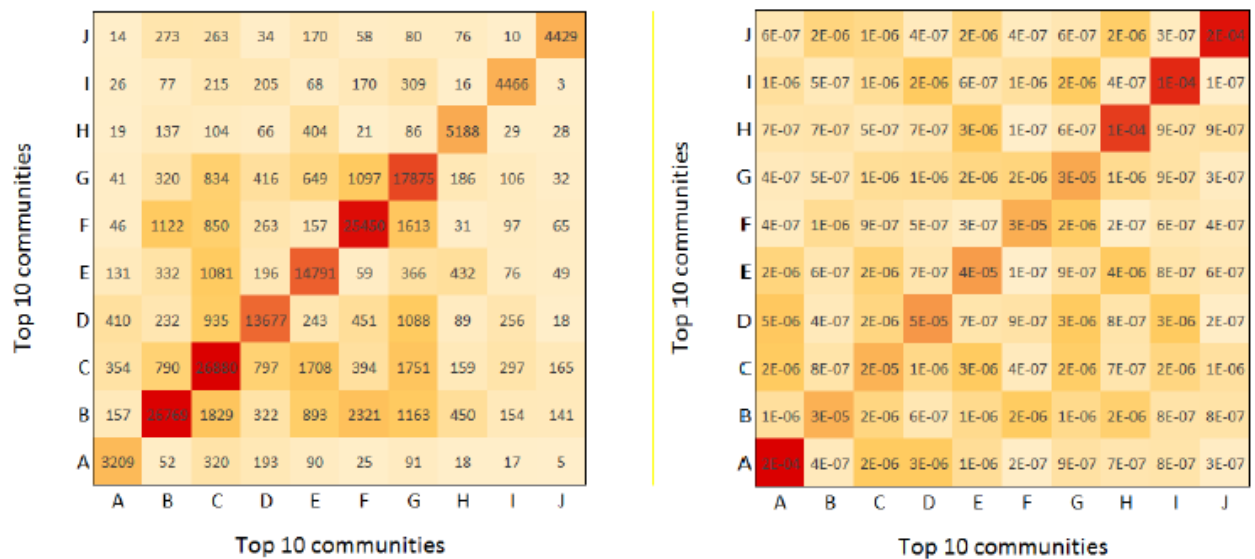 J 14 273 263 34 170 58 80 76 10 4429
I 26 77 215 205 68 170 309 16 4466 3
H 19 137 104 66 404 21 86 5188 29 28
G 41 320 834 416 649 1097 17875 186 106 32
F 46 1122 850 263 157 1613 31 97 65
E 131 332 1081 196 14791 59 366 432 76 49
D 410 232 935 13677 243 451 1088 89 256 18
C 354 790 797 1708 394 1751 159 297 165
B 157 1829 322 893 2321 1163 450 154 141
A 3209 52 320 193 90 25 91 18 17 5
A B C D E F G H I J
Top 10 communities
Top 10 communities
J 6E-07 2E-06 1E-06 4E-07 2E-06 4E-07 6E-07 2E-06 3E-07 2E-04
I 1E-06 5E-07 1E-06 2E-06 6E-07 1E-06 2E-06 4E-07 1E-04 1E-07
H 7E-07 7E-07 5E-07 7E-07 3E-06 1E-07 6E-07 1E-04 9E-07 9E-07
G 4E-07 5E-07 1E-06 1E-06 2E-06 2E-06 3E-05 1E-06 9E-07 3E-07
F 4E-07 1E-06 9E-07 5E-07 3E-07 3E-05 2E-06 2E-07 6E-07 4E-07
E 2E-06 6E-07 2E-06 7E-07 4E-05 1E-07 9E-07 4E-06 8E-07 6E-07
D 5E-06 4E-07 2E-06 5E-05 7E-07 9E-07 3E-06 8E-07 3E-06 2E-07
C 2E-06 8E-07 2E-05 1E-06 3E-06 4E-07 2E-06 7E-07 2E-06 1E-06
B 1E-06 3E-05 2E-06 6E-07 1E-06 2E-06 1E-06 2E-06 8E-07 8E-07
A 2E-04 4E-07 2E-06 3E-06 1E-06 2E-07 9E-07 7E-07 8E-07 3E-07
A B C D E F G H I J
Top 10 communities
Top 10 communities